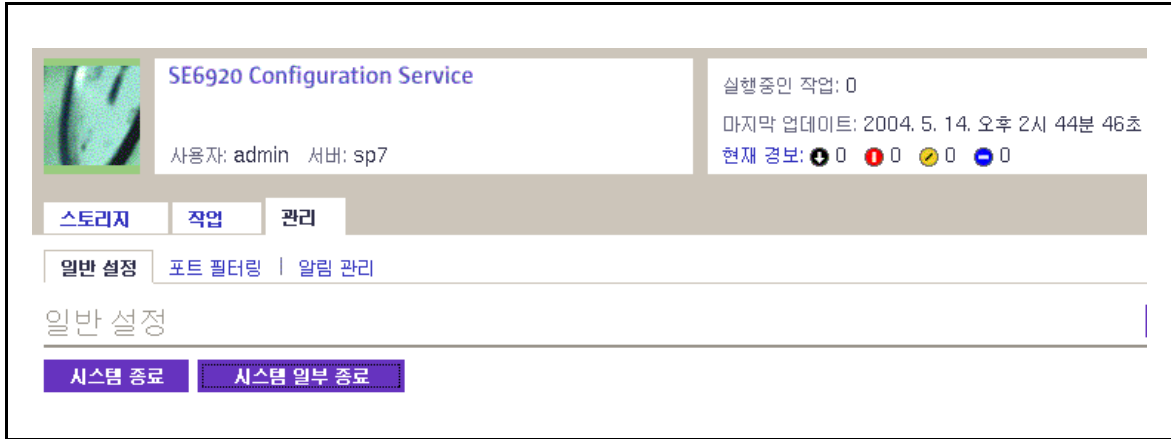 SE6920 Configuration Service
사용자: admin 서버: sp7
실행중인 작업: 0
마지막 업데이트: 2004. 5. 14. 오후 2시 44분 46초
현재 경보: 0 0 0 0
스토리지 작업 관리
일반 설정 포트 필터링 | 알림 관리
일반 설정
시스템 종료 시스템 일부 종료